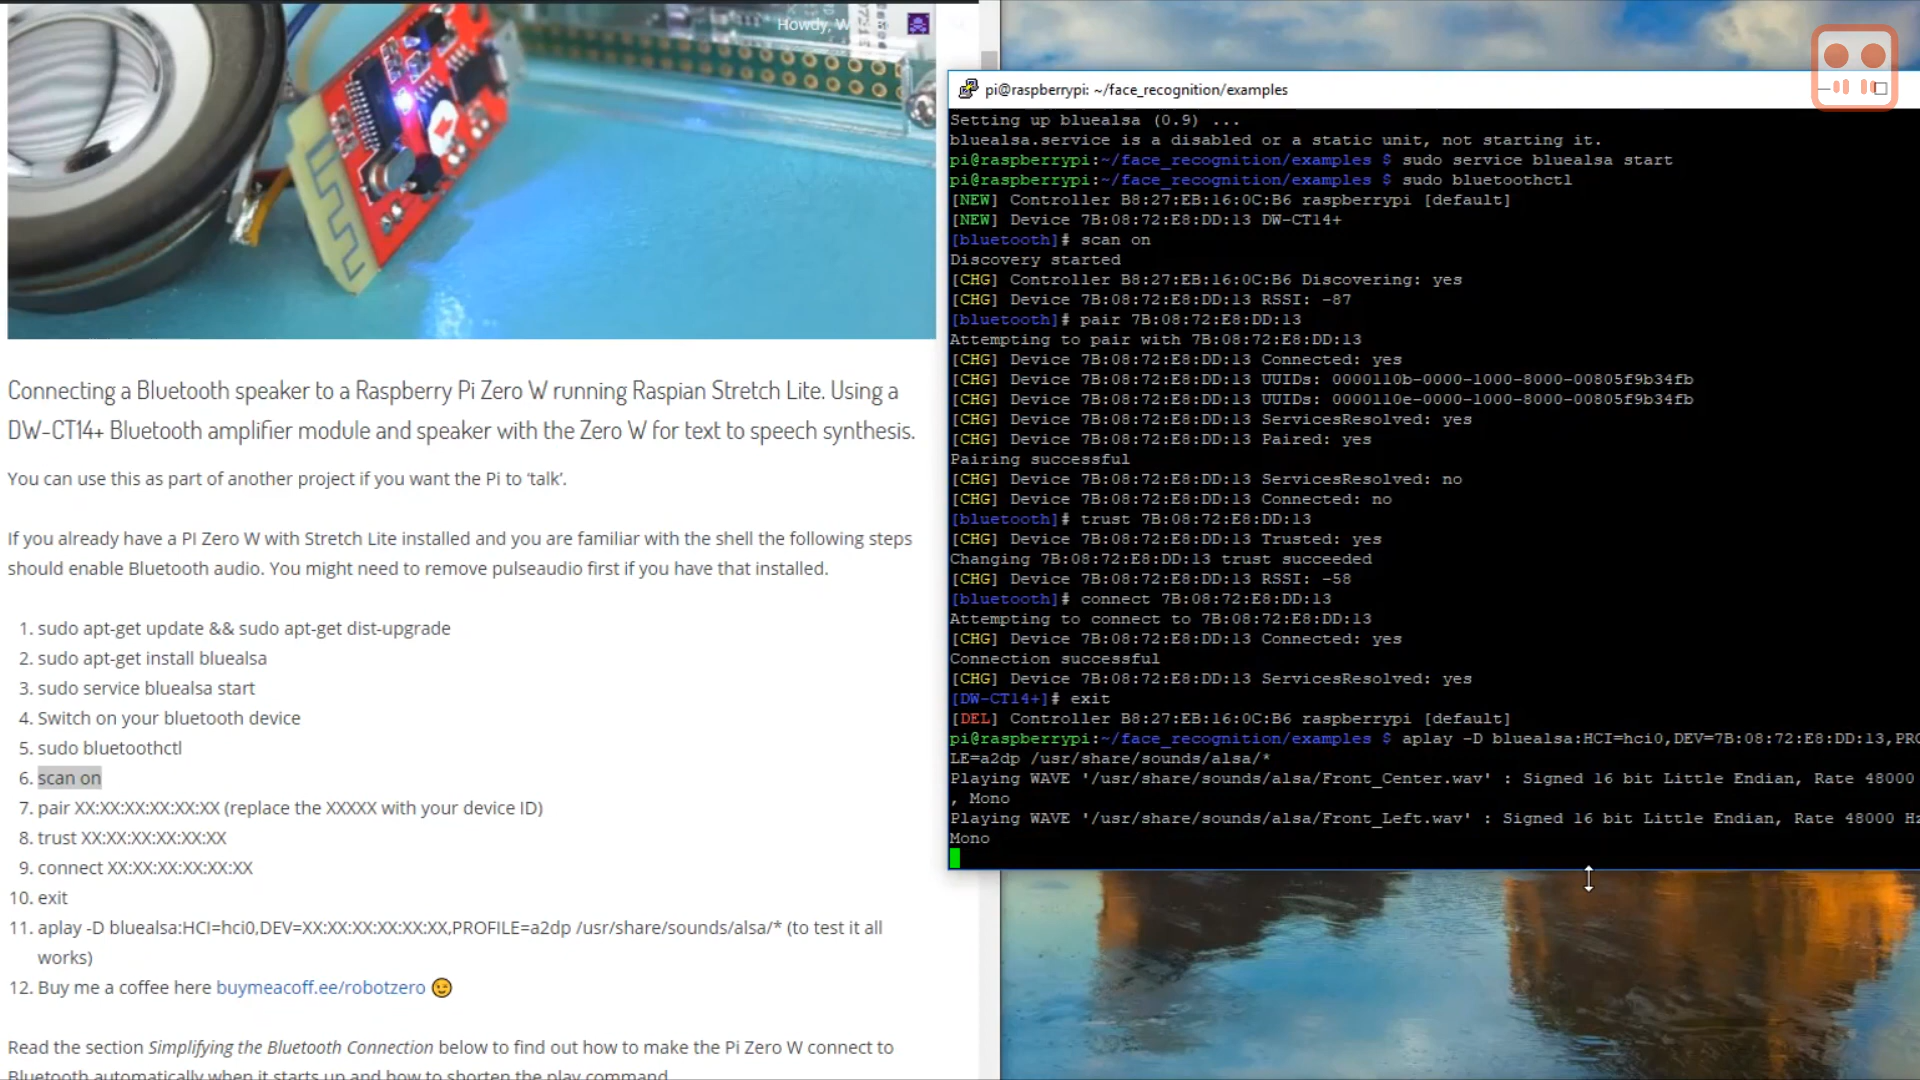 Howdy, W
Connecting a Bluetooth speaker to a Raspberry Pi Zero W running Raspian Stretch Lite. Using a
DW-CT14+ Bluetooth amplifier module and speaker with the Zero W for text to speech synthesis.
You can use this as part of another project if you want the Pi to ‘talk’.
If you already have a PI Zero W with Stretch Lite installed and you are familiar with the shell the following steps
should enable Bluetooth audio. You might need to remove pulseaudio first if you have that installed.
1. sudo apt-get update && sudo apt-get dist-upgrade
2. sudo apt-get install bluealsa
3. sudo service bluealsa start
4. Switch on your bluetooth device
5. sudo bluetoothctl
6. scan on
7. pair XX:XX:XX:XX:XX:XX (replace the XXXXX with your device ID)
8. trust XX:XX:XX:XX:XX:XX
9. connect XX:XX:XX:XX:XX:XX
10. exit
11. aplay -D bluealsa:HCI=hci0,DEV=XX:XX:XX:XX:XX:XX,PROFILE=a2dp /usr/share/sounds/alsa/* (to test it all
works)
12. Buy me a coffee here buymeacoff.ee/robotzero 😉
Read the section Simplifying the Bluetooth Connection below to find out how to make the Pi Zero W connect to
Bluetooth automatically when it starts up and how to shorten the play command
pi@raspberrypi: ~/face_recognition/examples
Setting up bluealsa (0.9) ...
bluealsa.service is a disabled or a static unit, not starting it.
pi@raspberrypi:~/face_recognition/examples $ sudo service bluealsa start
pi@raspberrypi:~/face_recognition/examples $ sudo bluetoothctl
[NEW] Controller B8:27:EB:16:0C:B6 raspberrypi [default]
[NEW] Device 7B:08:72:E8:DD:13 DW-CT14+
[bluetooth]# scan on
Discovery started
[CHG] Controller B8:27:EB:16:0C:B6 Discovering: yes
[CHG] Device 7B:08:72:E8:DD:13 RSSI: -87
[bluetooth]# pair 7B:08:72:E8:DD:13
Attempting to pair with 7B:08:72:E8:DD:13
[CHG] Device 7B:08:72:E8:DD:13 Connected: yes
[CHG] Device 7B:08:72:E8:DD:13 UUIDs: 0000110b-0000-1000-8000-00805f9b34fb
[CHG] Device 7B:08:72:E8:DD:13 UUIDs: 0000110e-0000-1000-8000-00805f9b34fb
[CHG] Device 7B:08:72:E8:DD:13 ServicesResolved: yes
[CHG] Device 7B:08:72:E8:DD:13 Paired: yes
Pairing successful
[CHG] Device 7B:08:72:E8:DD:13 ServicesResolved: no
[CHG] Device 7B:08:72:E8:DD:13 Connected: no
[bluetooth]# trust 7B:08:72:E8:DD:13
[CHG] Device 7B:08:72:E8:DD:13 Trusted: yes
Changing 7B:08:72:E8:DD:13 trust succeeded
[CHG] Device 7B:08:72:E8:DD:13 RSSI: -58
[bluetooth]# connect 7B:08:72:E8:DD:13
Attempting to connect to 7B:08:72:E8:DD:13
[CHG] Device 7B:08:72:E8:DD:13 Connected: yes
Connection successful
[CHG] Device 7B:08:72:E8:DD:13 ServicesResolved: yes
[DW-CT14+]# exit
[DEL] Controller B8:27:EB:16:0C:B6 raspberrypi [default]
pi@raspberrypi:~/face_recognition/examples $ aplay -D bluealsa:HCI=hci0,DEV=7B:08:72:E8:DD:13,PRO
LE=a2dp /usr/share/sounds/alsa/*
Playing WAVE '/usr/share/sounds/alsa/Front_Center.wav' : Signed 16 bit Little Endian, Rate 48000
, Mono
Playing WAVE '/usr/share/sounds/alsa/Front_Left.wav' : Signed 16 bit Little Endian, Rate 48000 Hz
Mono